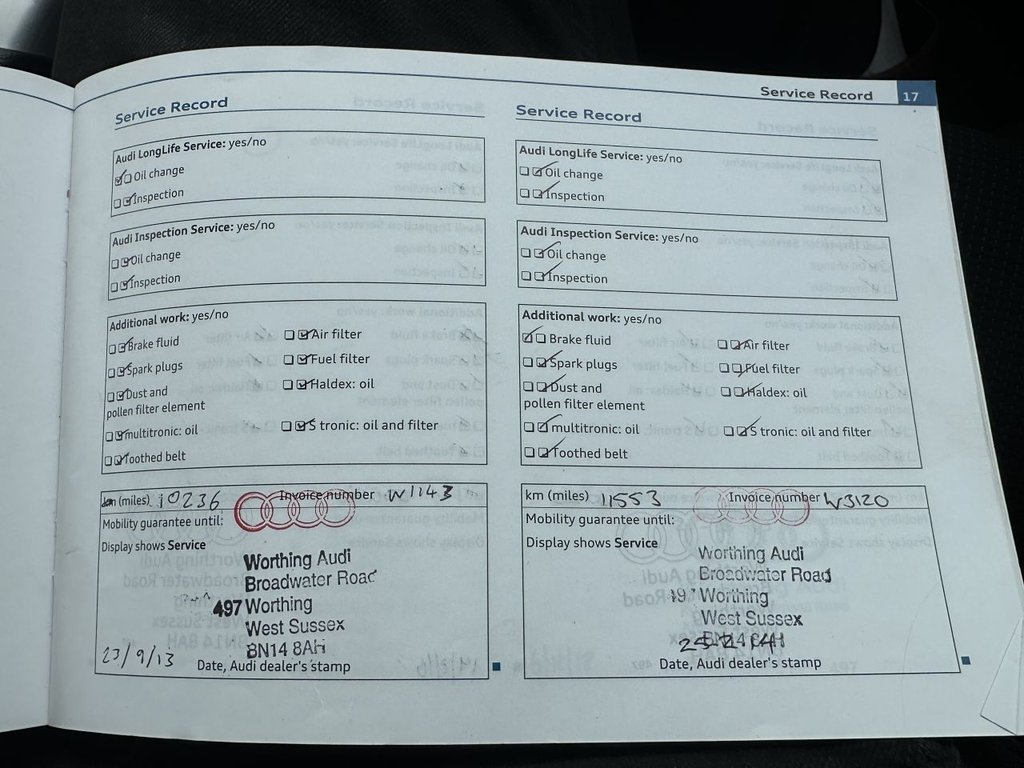 Service Record 17
Service Record
Audi LongLife Service: yes/no
Oil change
Inspection
Audi Inspection Service: yes/no
Oil change
Inspection
Additional work: yes/no
Brake fluid
Air filter
Spark plugs
Fuel filter
Dust and
pollen filter element
Haldex: oil
multitronic: oil
S tronic: oil and filter
Toothed belt
km (miles) 10236 Invoice number W1143
Mobility guarantee until:
Display shows Service
Worthing Audi
Broadwater Road
497 Worthing
West Sussex
BN14 8AH
23/9/13
Date, Audi dealer's stamp
Service Record
Audi LongLife Service: yes/no
Oil change
Inspection
Audi Inspection Service: yes/no
Oil change
Inspection
Additional work: yes/no
Brake fluid
Air filter
Spark plugs
Fuel filter
Dust and
pollen filter element
Haldex: oil
multitronic: oil
S tronic: oil and filter
Toothed belt
km (miles) 11553 Invoice number W3120
Mobility guarantee until:
Display shows Service
Worthing Audi
Broadwater Road
497 Worthing
West Sussex
Date, Audi dealer's stamp